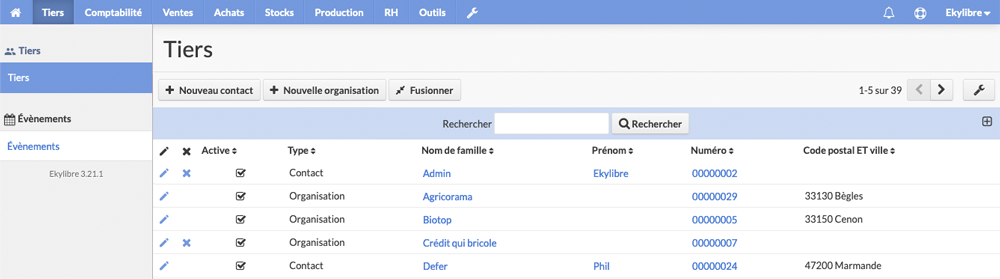 Tiers Comptabilité Ventes Achats Stocks Production RH Outils Ekylibre
Tiers
Tiers
Évènements
Évènements
Ekylibre 3.21.1
Tiers
Nouveau contact Nouvelle organisation Fusionner 1-5 sur 39
Rechercher Rechercher
Active Type Nom de famille Prénom Numéro Code postal ET ville
Contact Admin Ekylibre 00000002
Organisation Agricorama 00000029 33130 Bègles
Organisation Biotop 00000005 33150 Cenon
Organisation Crédit qui bricole 00000007
Contact Defer Phil 00000024 47200 Marmande